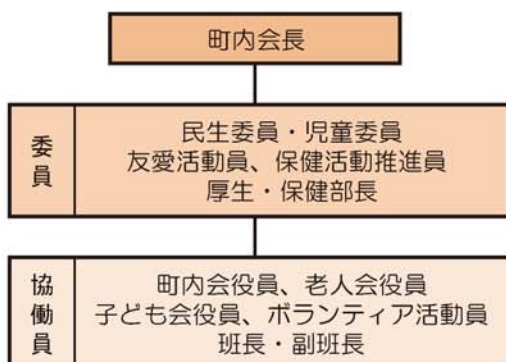 町内会長
委員
民生委員・児童委員
友愛活動員、保健活動推進員
厚生・保健部長
協働員
町内会役員、老人会役員
子ども会役員、ボランティア活動員
班長・副班長